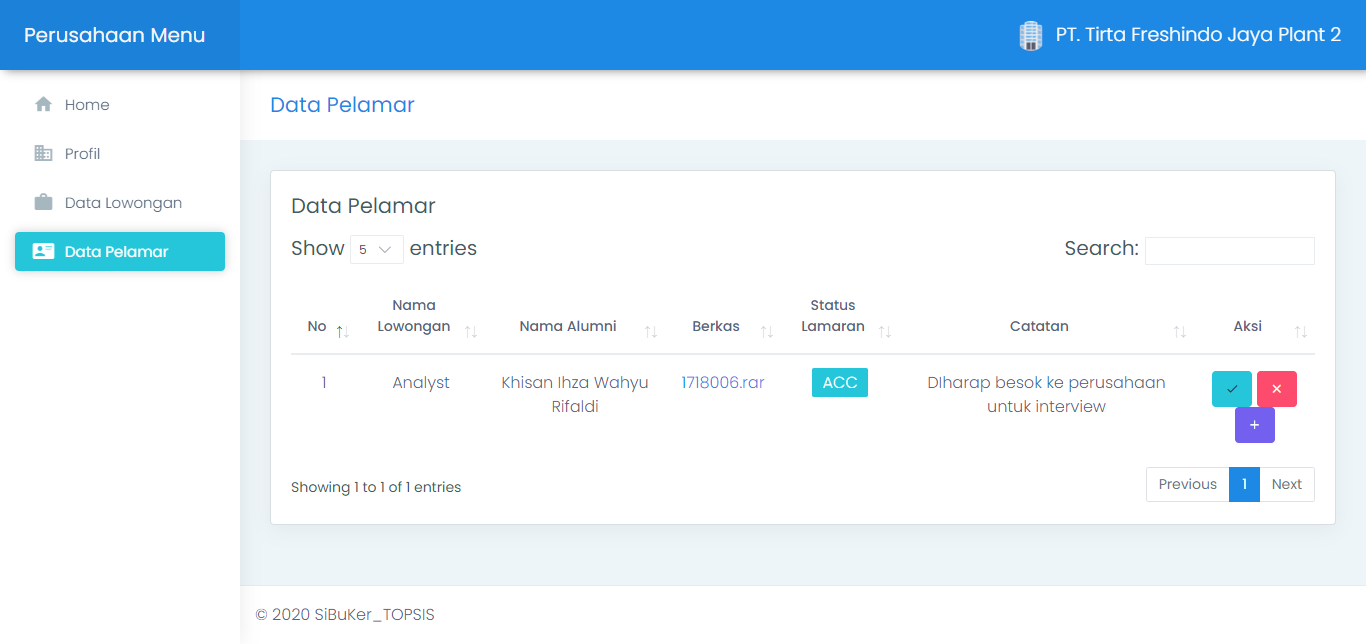 Perusahaan Menu
PT. Tirta Freshindo Jaya Plant 2
Home
Profil
Data Lowongan
Data Pelamar
Data Pelamar
Data Pelamar
Show 5 entries
Search:
No
Nama
Lowongan
Nama Alumni
Berkas
Status
Lamaran
Catatan
Aksi
1
Analyst
Khisan Ihza Wahyu
Rifaldi
1718006.rar
ACC
DIharap besok ke perusahaan
untuk interview
Showing 1 to 1 of 1 entries
Previous 1 Next
© 2020 SiBuKer_TOPSIS